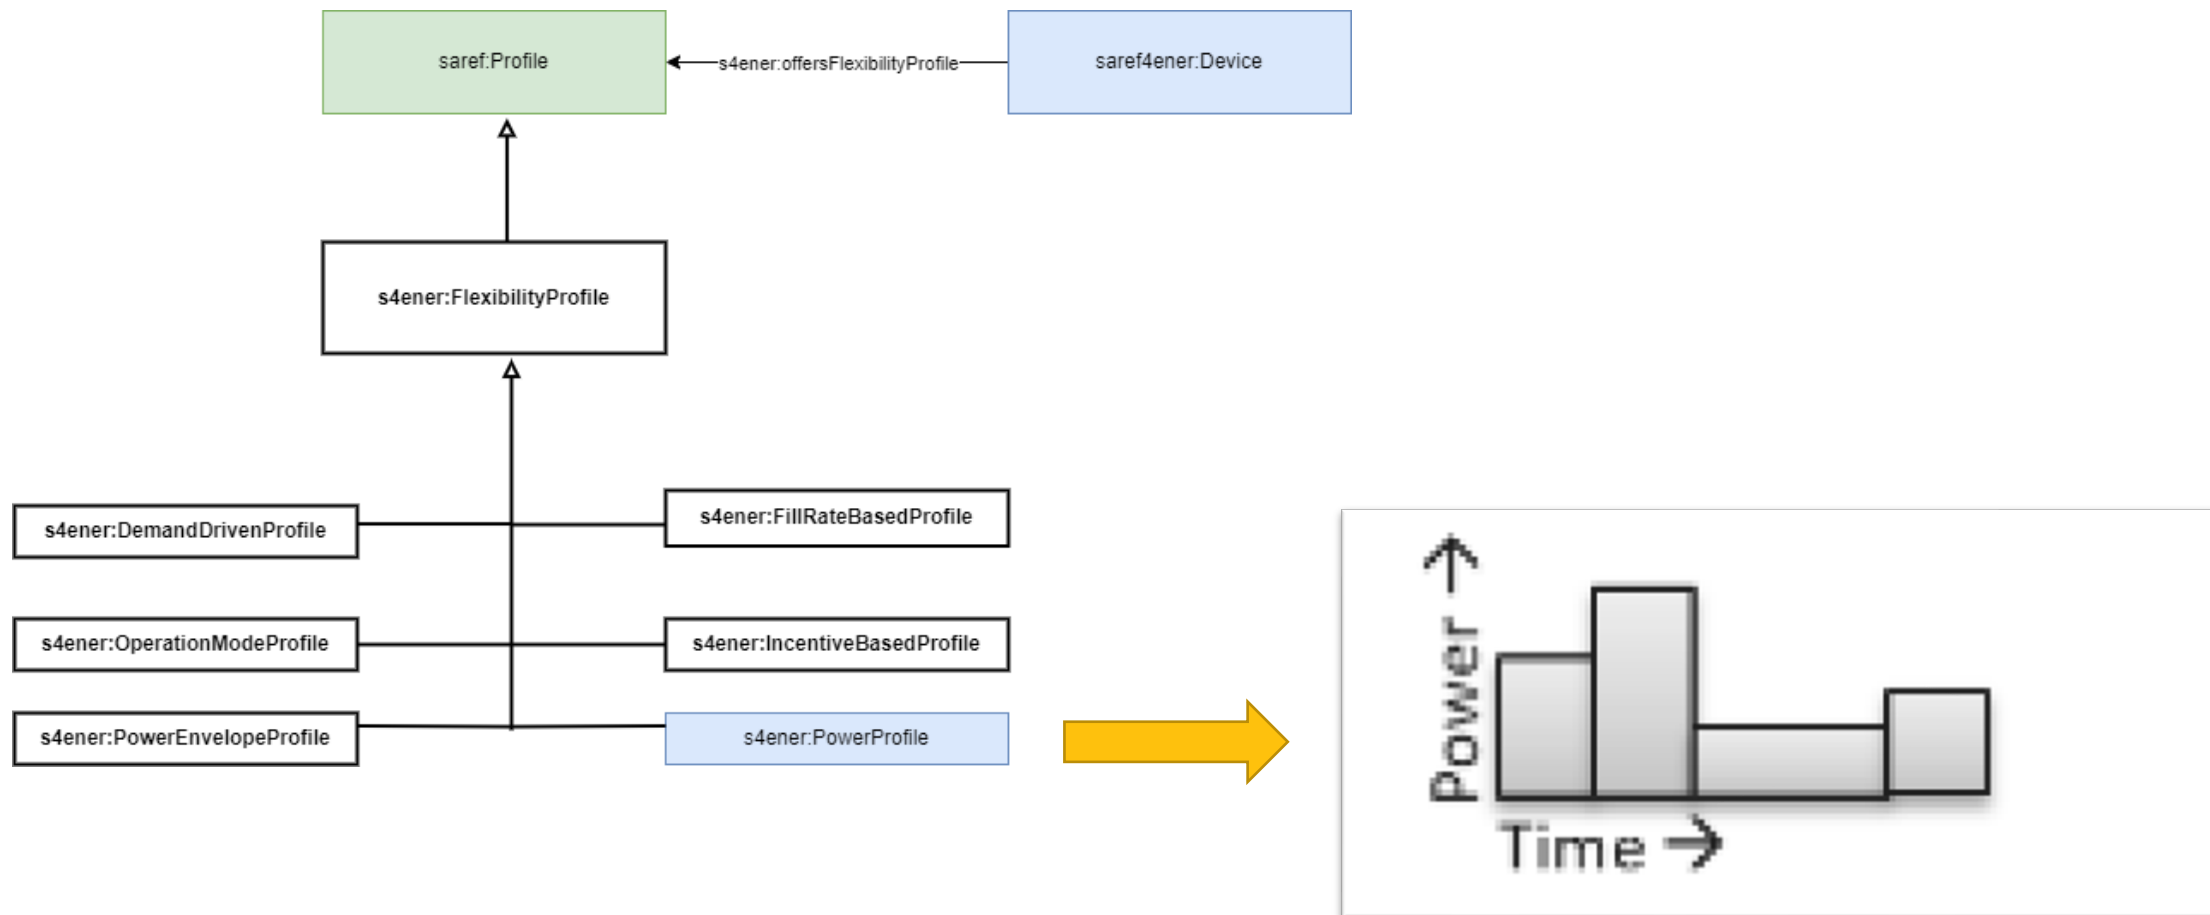 saref:Profile
s4ener:offersFlexibilityProfile
saref4ener:Device
s4ener:FlexibilityProfile
s4ener:DemandDrivenProfile
s4ener:FillRateBasedProfile
s4ener:OperationModeProfile
s4ener:IncentiveBasedProfile
s4ener:PowerEnvelopeProfile
s4ener:PowerProfile
Power
Time